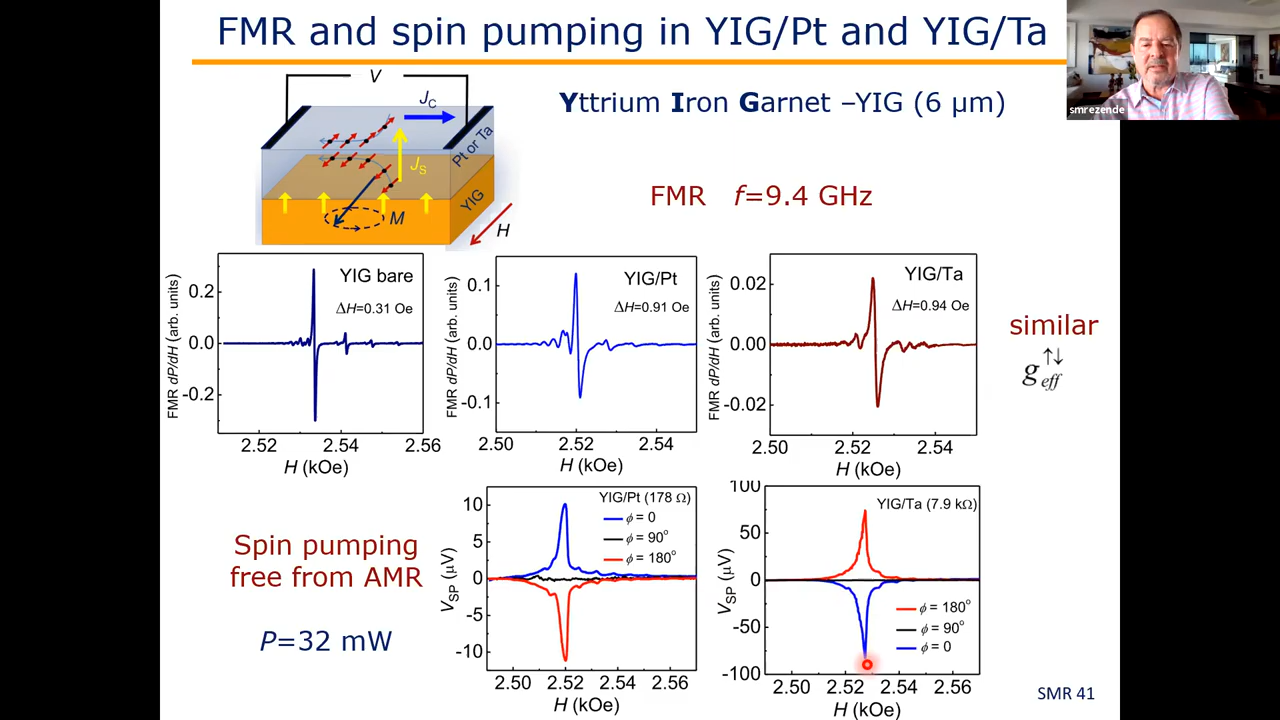 FMR and spin pumping in YIG/Pt and YIG/Ta
smrezende
V
J_C
Pt or Ta
J_S
YIG
M
H
Yttrium Iron Garnet –YIG (6 µm)
FMR f=9.4 GHz
FMR dP/dH (arb. units)
0.2
0.0
-0.2
YIG bare
ΔH=0.31 Oe
2.52 2.54 2.56
H (kOe)
FMR dP/dH (arb. units)
0.1
0.0
-0.1
YIG/Pt
ΔH=0.91 Oe
2.50 2.52 2.54
H (kOe)
FMR dP/dH (arb. units)
0.02
0.00
-0.02
YIG/Ta
ΔH=0.94 Oe
2.50 2.52 2.54
H (kOe)
similar
g_eff^↑↓
Spin pumping
free from AMR
P=32 mW
V_SP (µV)
10
5
0
-5
-10
YIG/Pt (178 Ω)
ϕ = 0
ϕ = 90°
ϕ = 180°
2.50 2.52 2.54 2.56
H (kOe)
V_SP (µV)
100
50
0
-50
-100
YIG/Ta (7.9 kΩ)
ϕ = 180°
ϕ = 90°
ϕ = 0
2.50 2.52 2.54 2.56
H (kOe)
SMR 41